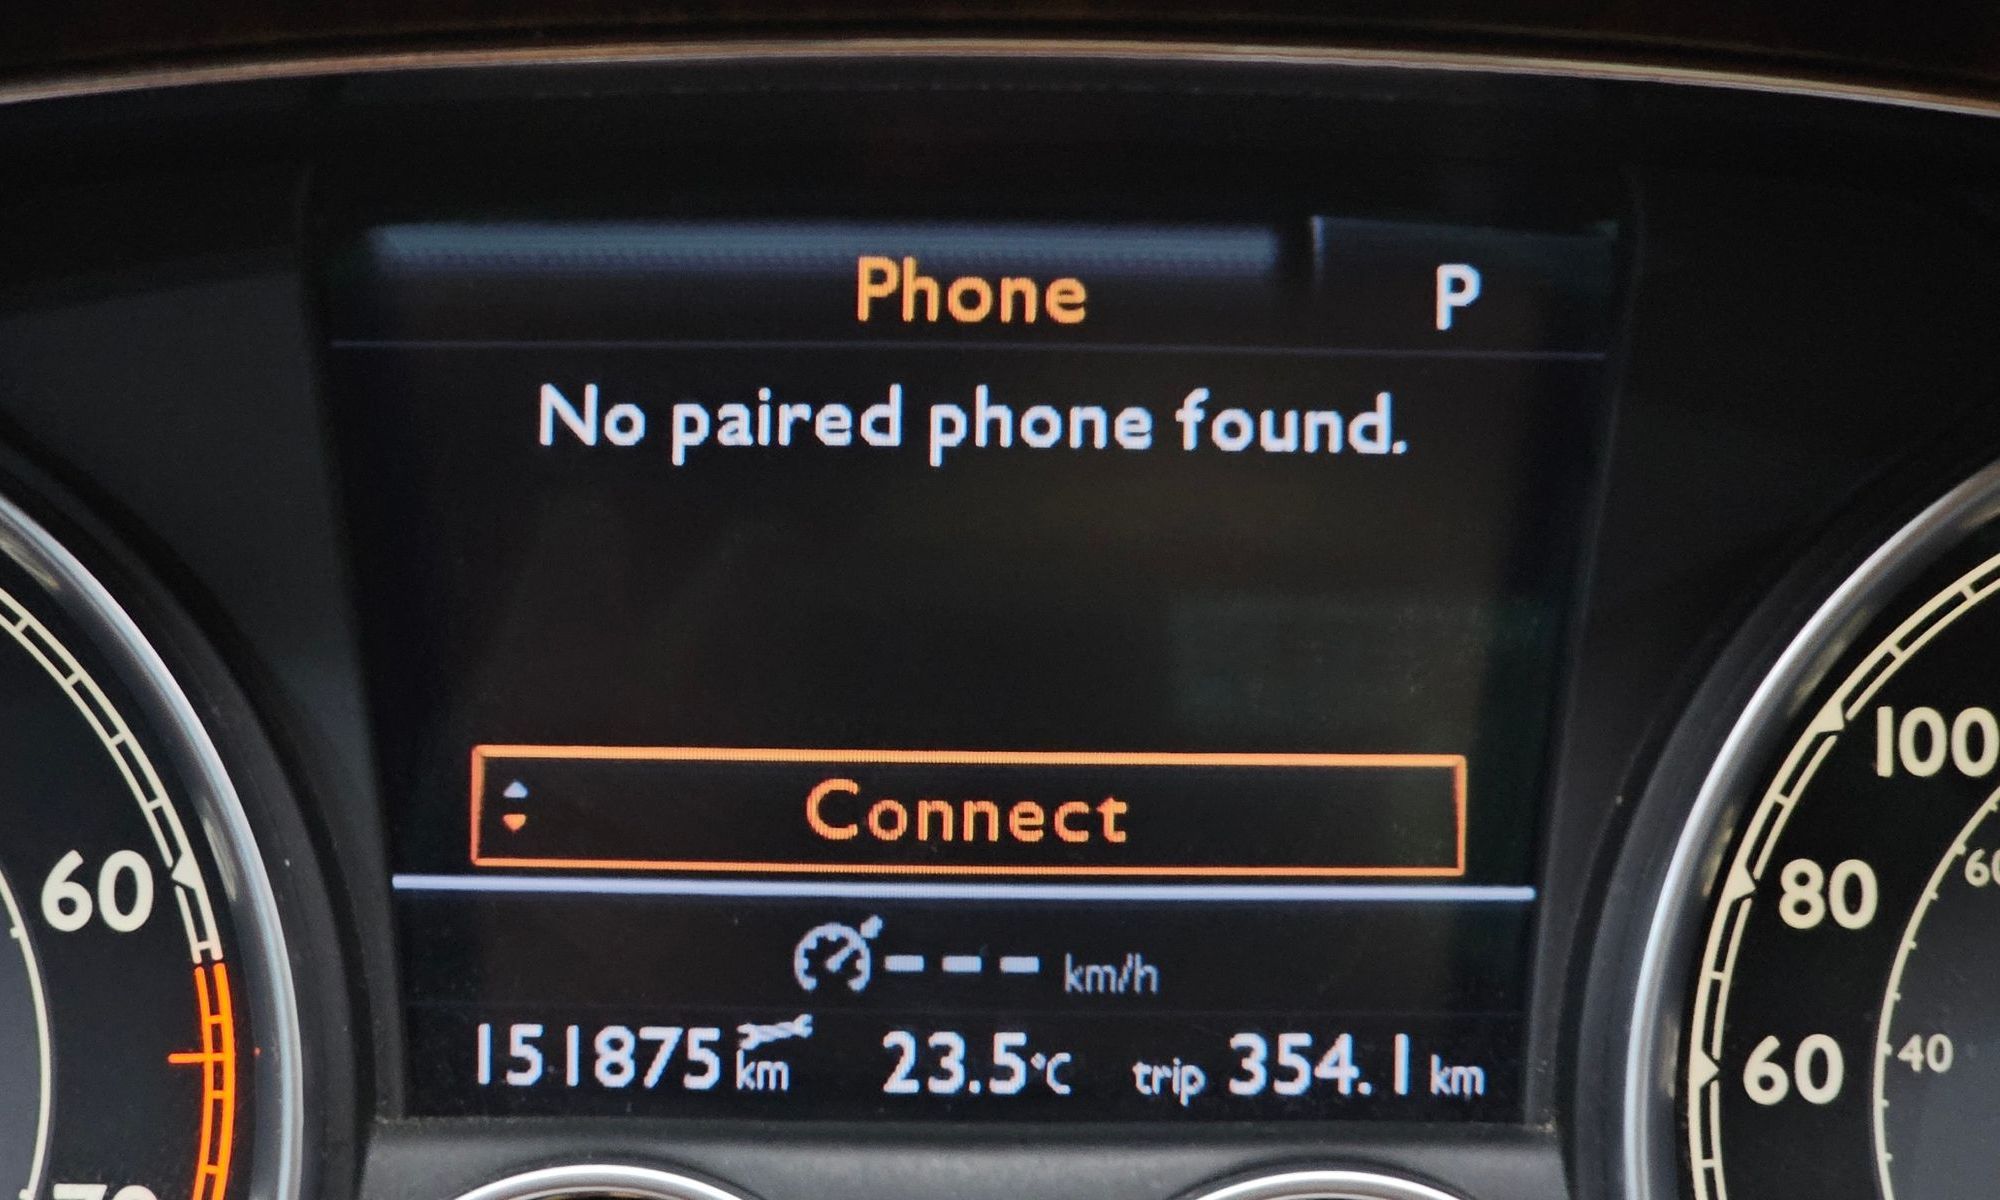 Phone P
No paired phone found.
Connect
--- km/h
151875 km 23.5°C trip 354.1 km
60
100
80
60
60
40